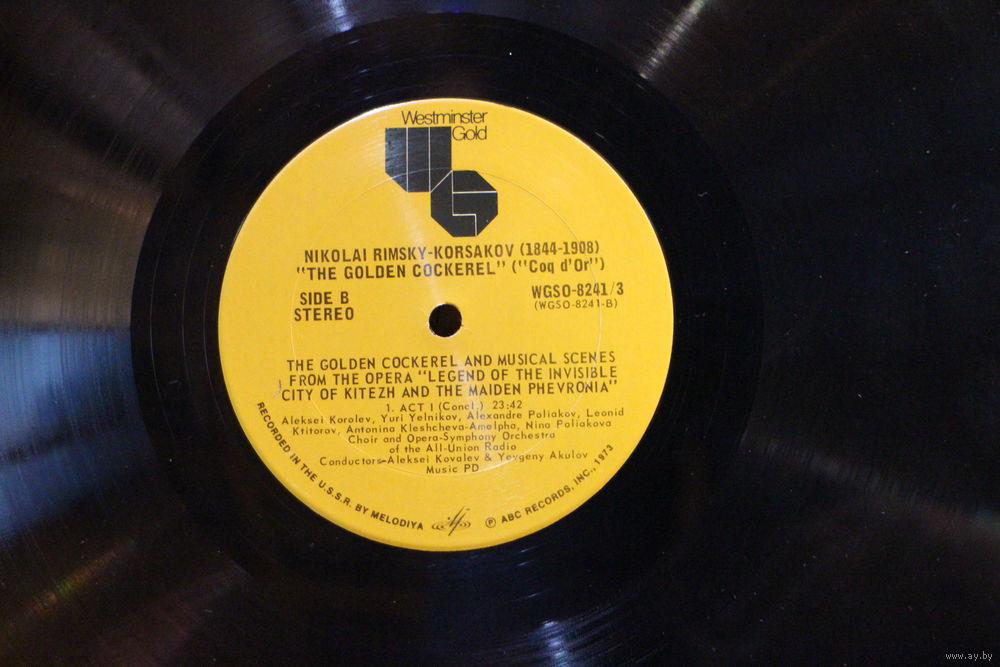 Westminster
Gold
NIKOLAI RIMSKY-KORSAKOV (1844-1908)
"THE GOLDEN COCKEREL" ("Coq d'Or")
SIDE B
STEREO
WGSO-8241/3
(WGSO-8241-B)
THE GOLDEN COCKEREL AND MUSICAL SCENES
FROM THE OPERA "LEGEND OF THE INVISIBLE
CITY OF KITEZH AND THE MAIDEN PHEVRONIA"
1. ACT I (Concl.) 23:42
Aleksei Korolev, Yuri Yelnikov, Alexandre Poliakov, Leonid
Ktitorov, Antonina Kleshcheva-Amelpha, Nina Poliakova
Choir and Opera-Symphony Orchestra
of the All-Union Radio
Conductors-Aleksei Kovalev & Yevgeny Akulov
Music PD
RECORDED IN THE U.S.S.R. BY MELODIYA
Ⓟ ABC RECORDS, INC., 1973
www.ay.by